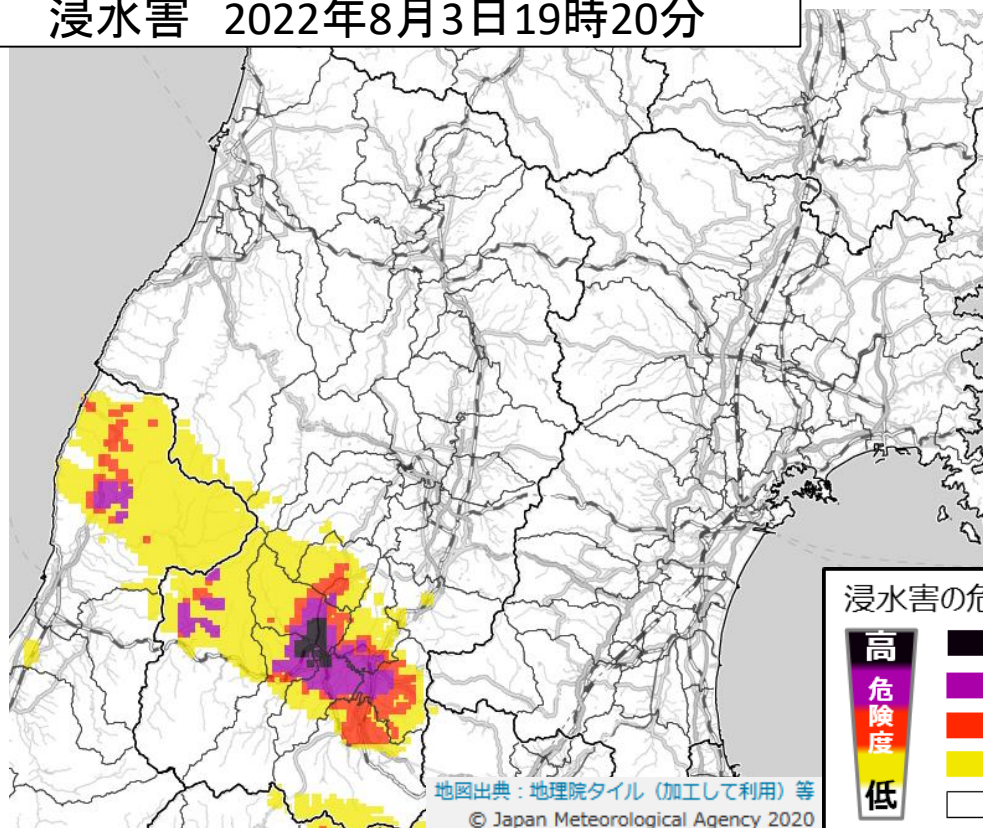 浸水害 2022年8月3日19時20分
浸水害の危
高
危険度
低
地図出典：地理院タイル（加工して利用）等
© Japan Meteorological Agency 2020